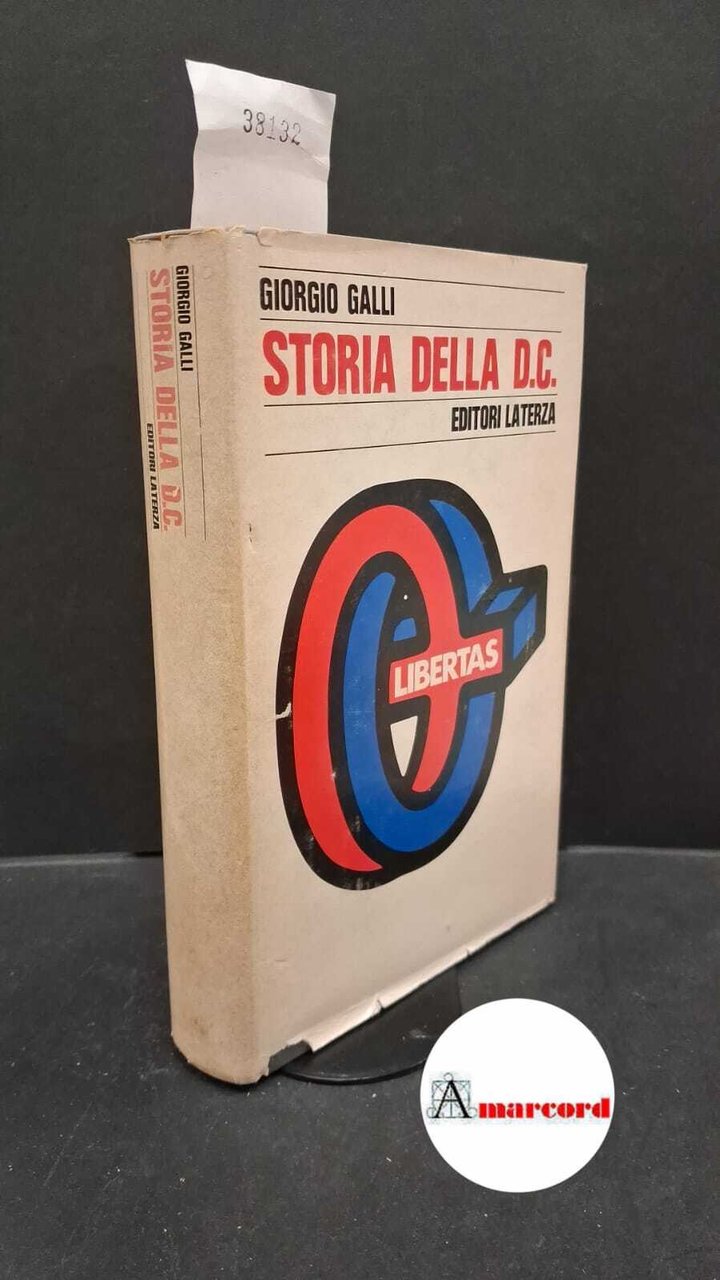 38132
GIORGIO GALLI
STORIA DELLA D.C.
EDITORI LATERZA
GIORGIO GALLI
STORIA DELLA D.C.
EDITORI LATERZA
LIBERTAS
Amarcord